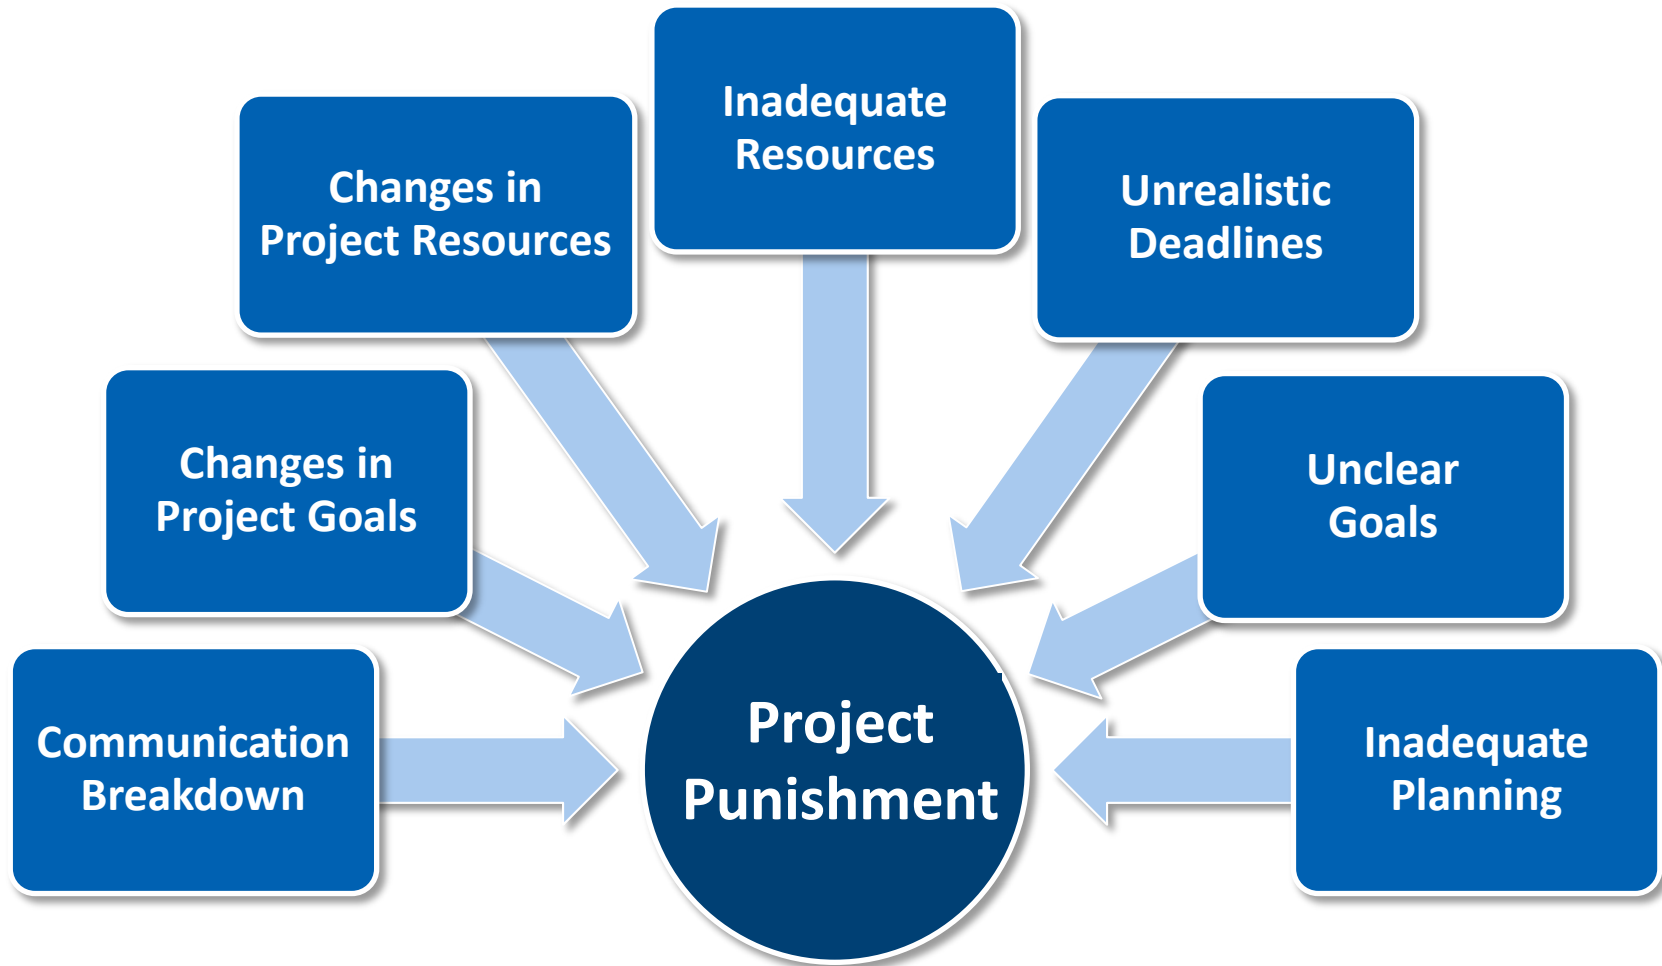 Inadequate
Resources
Changes in
Project Resources
Unrealistic
Deadlines
Changes in
Project Goals
Unclear
Goals
Communication
Breakdown
Project
Punishment
Inadequate
Planning